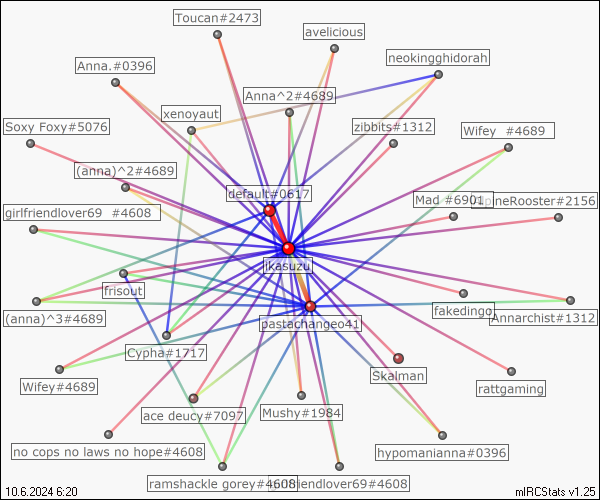 Toucan#2473
avelicious
neokingghidorah
Anna.#0396
Anna^2#4689
xenoyaut
Soxy Foxy#5076
zibbits#1312
Wifey #4689
(anna)^2#4689
default#0617
Mad #6901
pineRooster#2156
girlfriendlover69 #4608
ikasuzu
frisout
(anna)^3#4689
fakedingo
Annarchist#1312
pastachangeo41
Cypha#1717
Skalman
Wifey#4689
rattgaming
ace deucy#7097
Mushy#1984
no cops no laws no hope#4608
hypomanianna#0396
ramshackle gorey#4608
friendlover69#4608
10.6.2024 6:20
mIRCStats v1.25